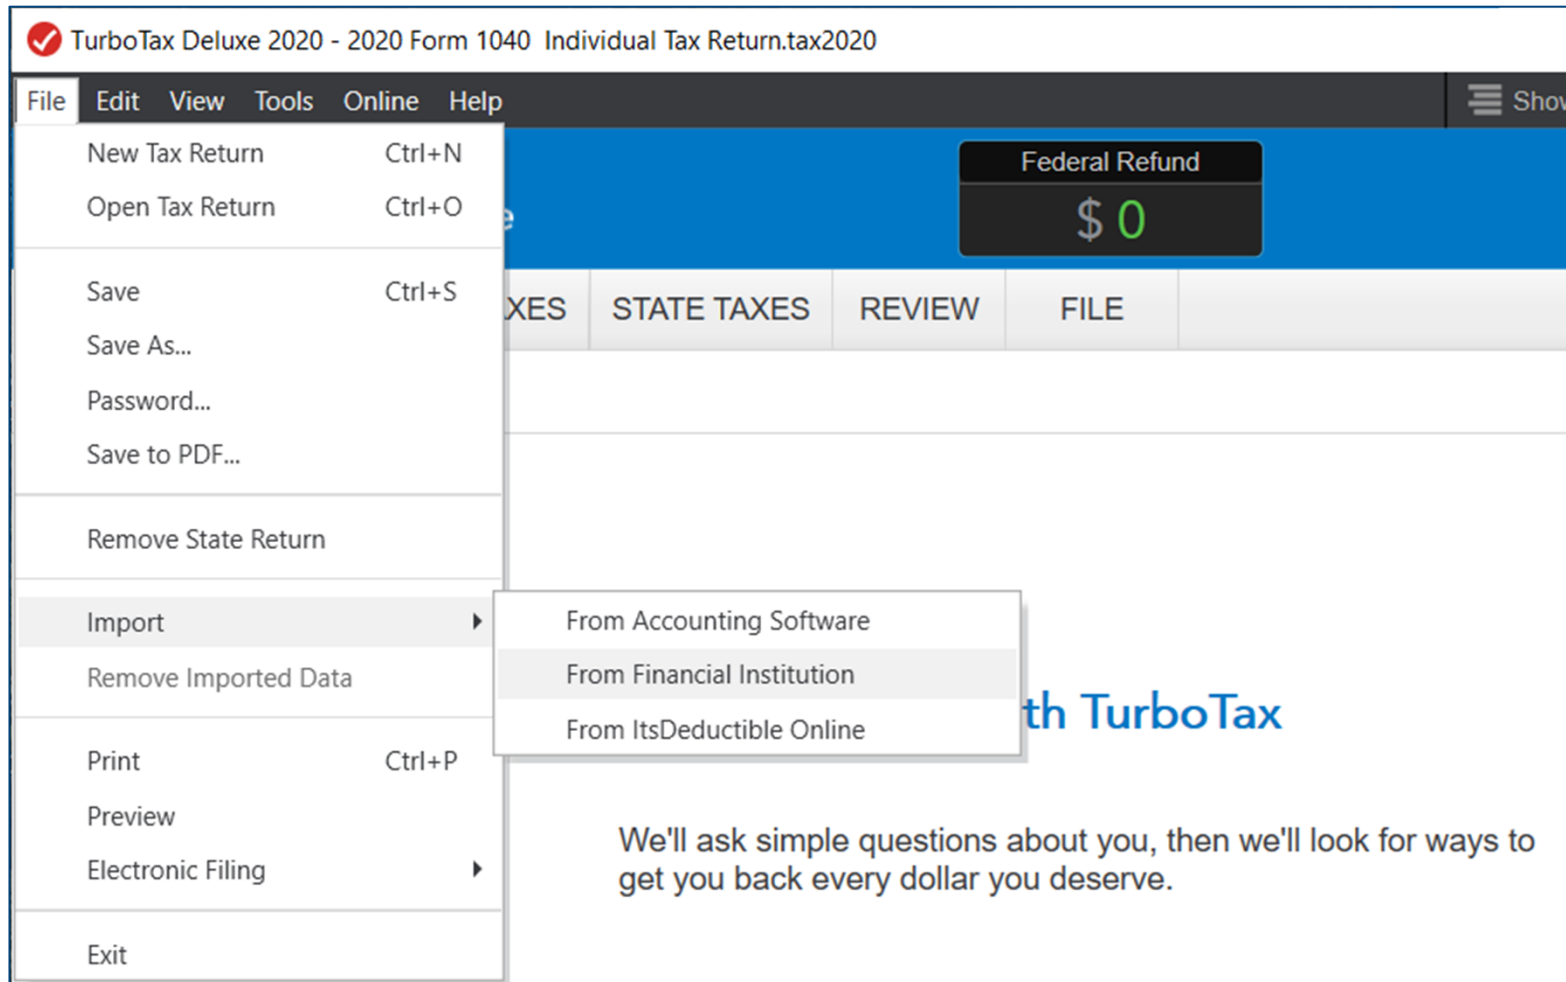 TurboTax Deluxe 2020 - 2020 Form 1040 Individual Tax Return.tax2020
File Edit View Tools Online Help
New Tax Return Ctrl+N
Open Tax Return Ctrl+O
Save Ctrl+S
Save As...
Password...
Save to PDF...
Remove State Return
Import
Remove Imported Data
Print Ctrl+P
Preview
Electronic Filing
Exit
From Accounting Software
From Financial Institution
From ItsDeductible Online
Federal Refund
$ 0
STATE TAXES REVIEW FILE
TurboTax
We'll ask simple questions about you, then we'll look for ways to
get you back every dollar you deserve.